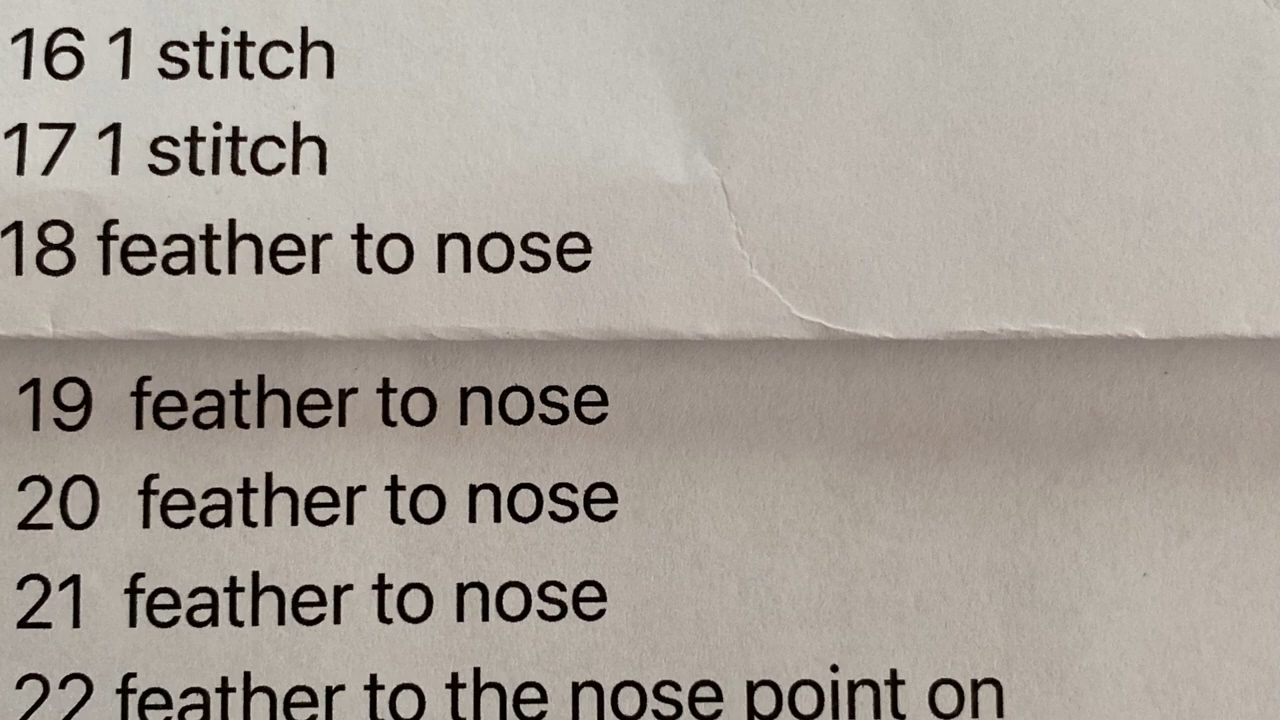 16 1 stitch
17 1 stitch
18 feather to nose
19 feather to nose
20 feather to nose
21 feather to nose
22 feather to the nose point on